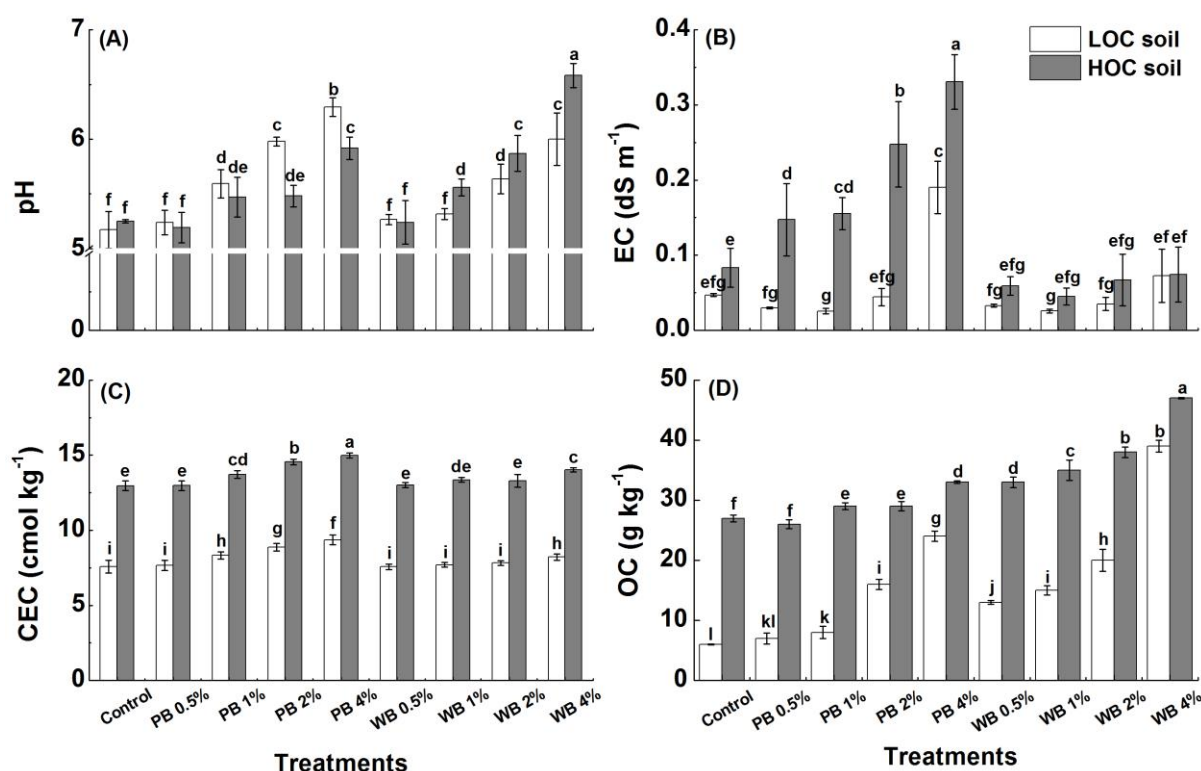 (A)
pH
7
6
5
0
f f
f f
d de
c de
b c
f f
f d
d c
c a
(B)
EC (dS m⁻¹)
0.4
0.3
0.2
0.1
0.0
LOC soil
HOC soil
efg e
fg d
g cd
efg b
c a
fg efg
g efg
fg efg
ef ef
(C)
CEC (cmol kg⁻¹)
20
15
10
5
0
i e
i e
h cd
g b
f a
i e
i de
i e
h c
Control
PB 0.5%
PB 1%
PB 2%
PB 4%
WB 0.5%
WB 1%
WB 2%
WB 4%
Treatments
(D)
OC (g kg⁻¹)
50
40
30
20
10
0
l f
kl f
k e
i e
g d
j d
i c
h b
b a
Control
PB 0.5%
PB 1%
PB 2%
PB 4%
WB 0.5%
WB 1%
WB 2%
WB 4%
Treatments